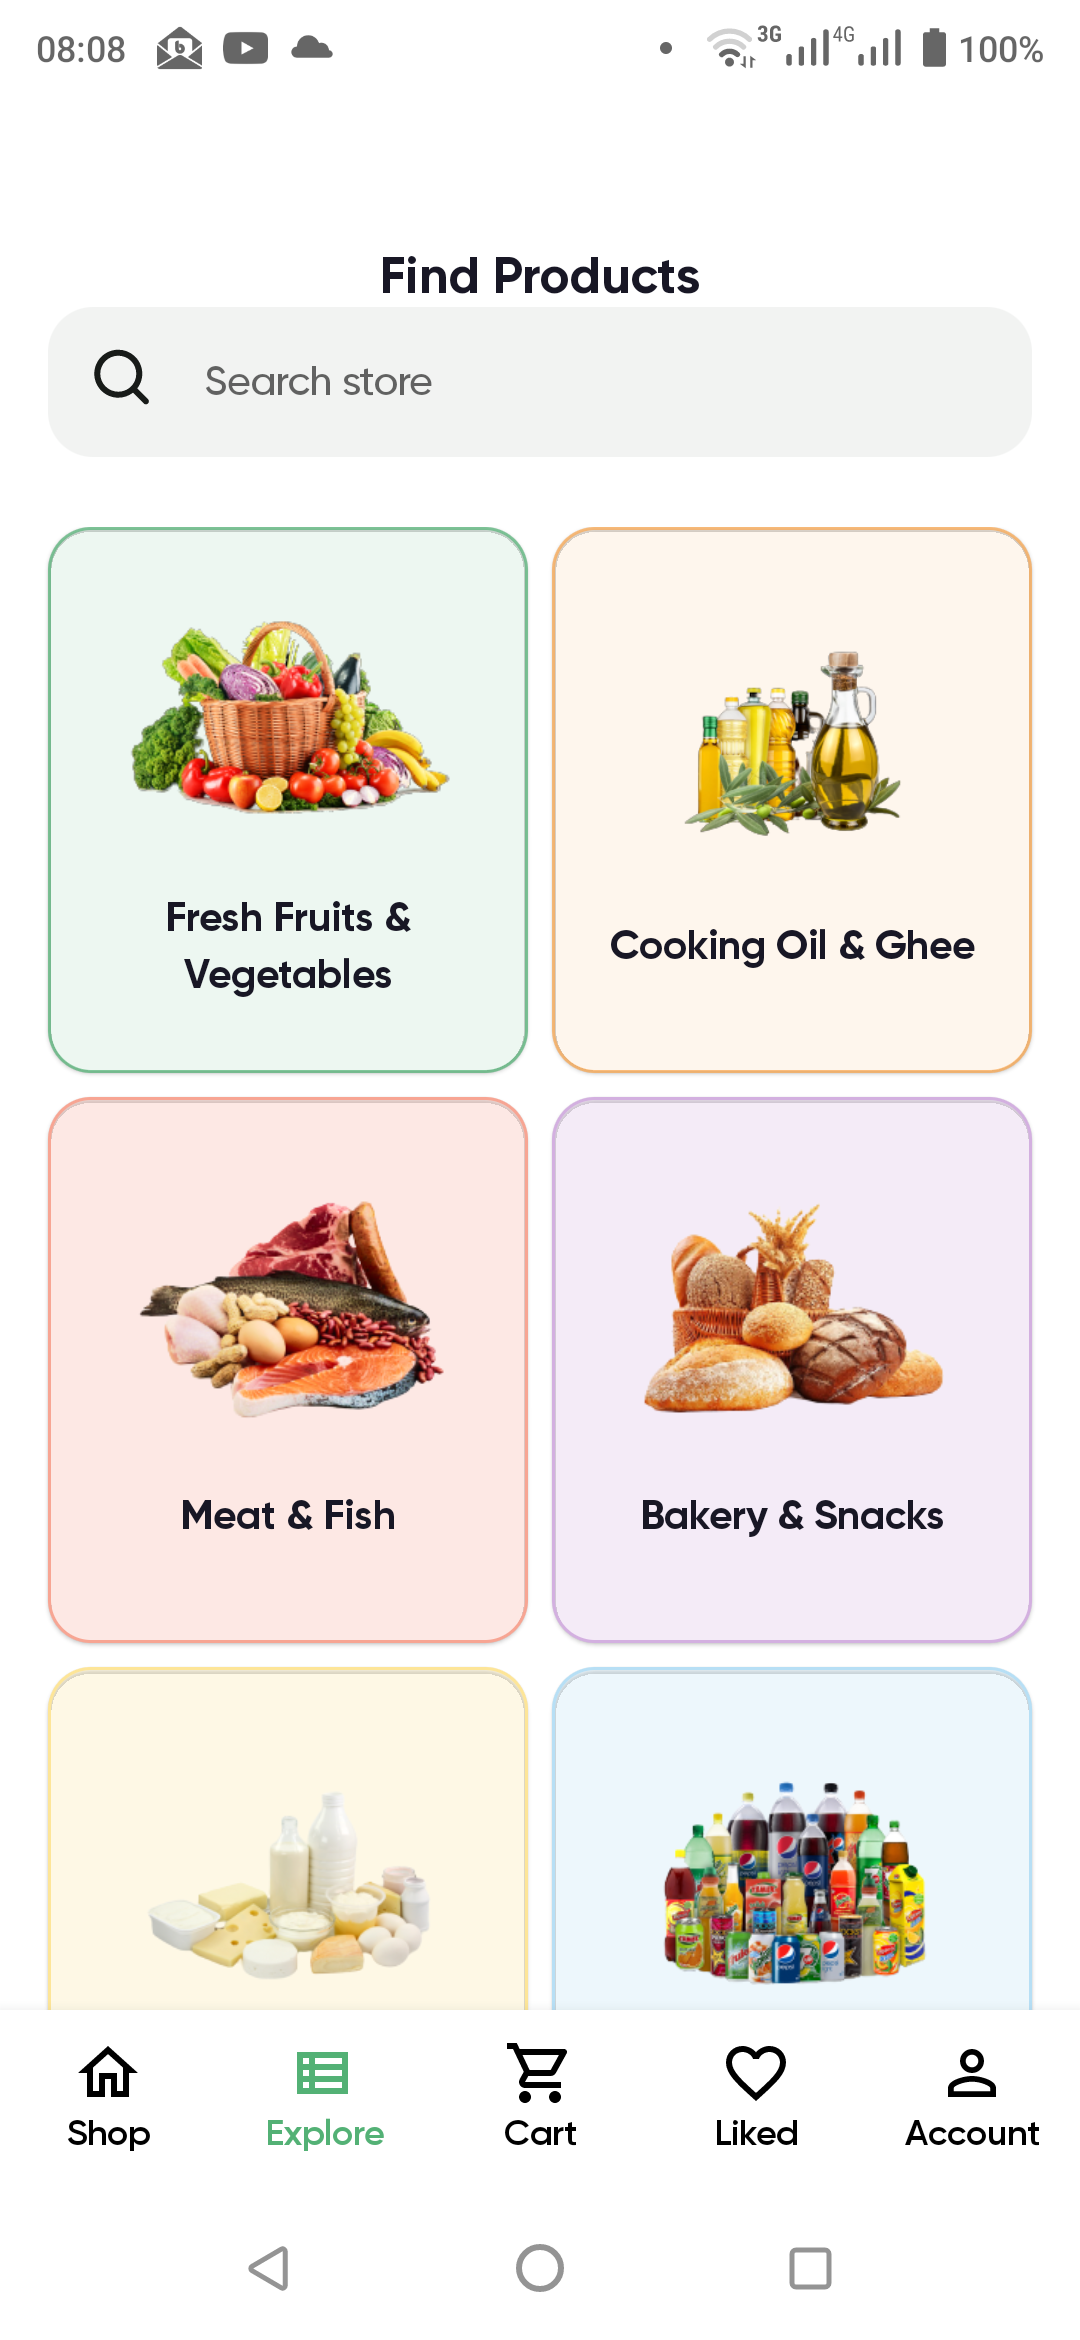 08:08
3G
4G
100%
Find Products
Search store
Fresh Fruits &
Vegetables
Cooking Oil & Ghee
Meat & Fish
Bakery & Snacks
Shop
Explore
Cart
Liked
Account